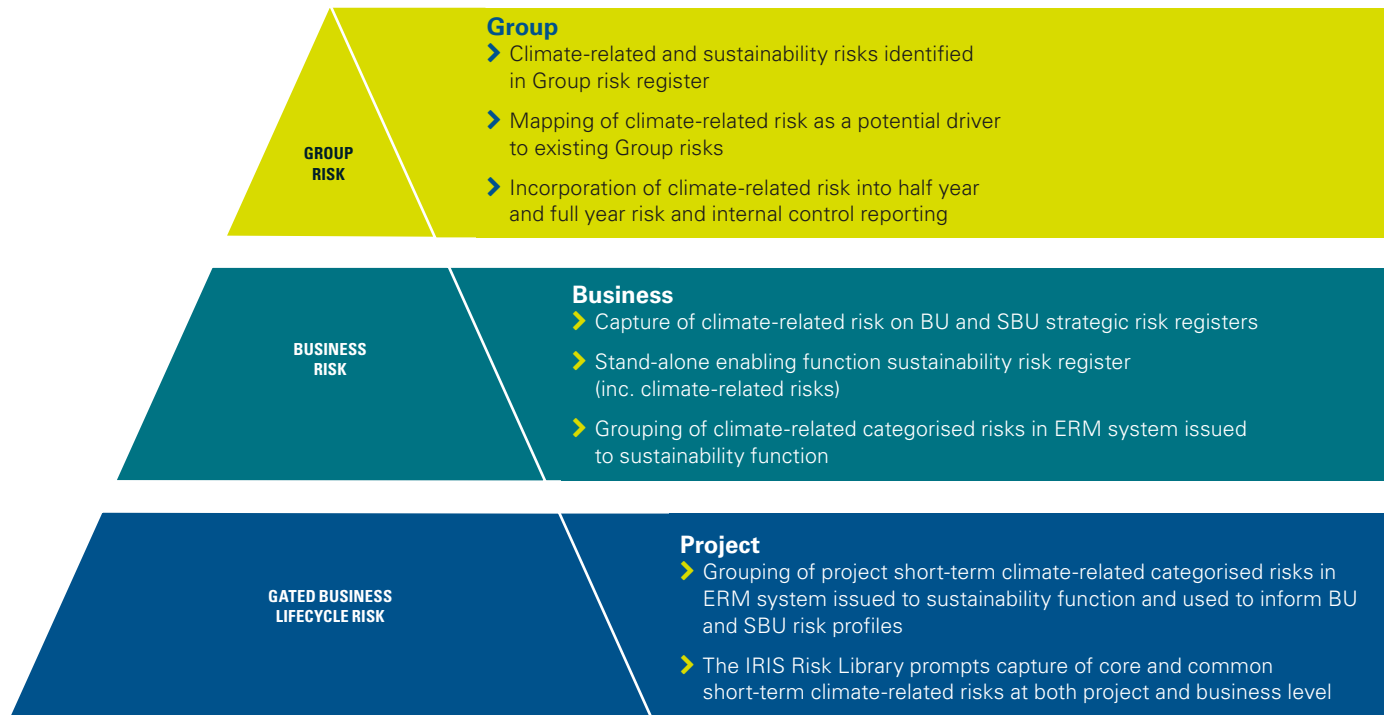 Group
Climate-related and sustainability risks identified
in Group risk register
Mapping of climate-related risk as a potential driver
to existing Group risks
Incorporation of climate-related risk into half year
and full year risk and internal control reporting
GROUP
RISK
Business
Capture of climate-related risk on BU and SBU strategic risk registers
Stand-alone enabling function sustainability risk register
(inc. climate-related risks)
Grouping of climate-related categorised risks in ERM system issued
to sustainability function
BUSINESS
RISK
Project
Grouping of project short-term climate-related categorised risks in
ERM system issued to sustainability function and used to inform BU
and SBU risk profiles
The IRIS Risk Library prompts capture of core and common
short-term climate-related risks at both project and business level
GATED BUSINESS
LIFECYCLE RISK